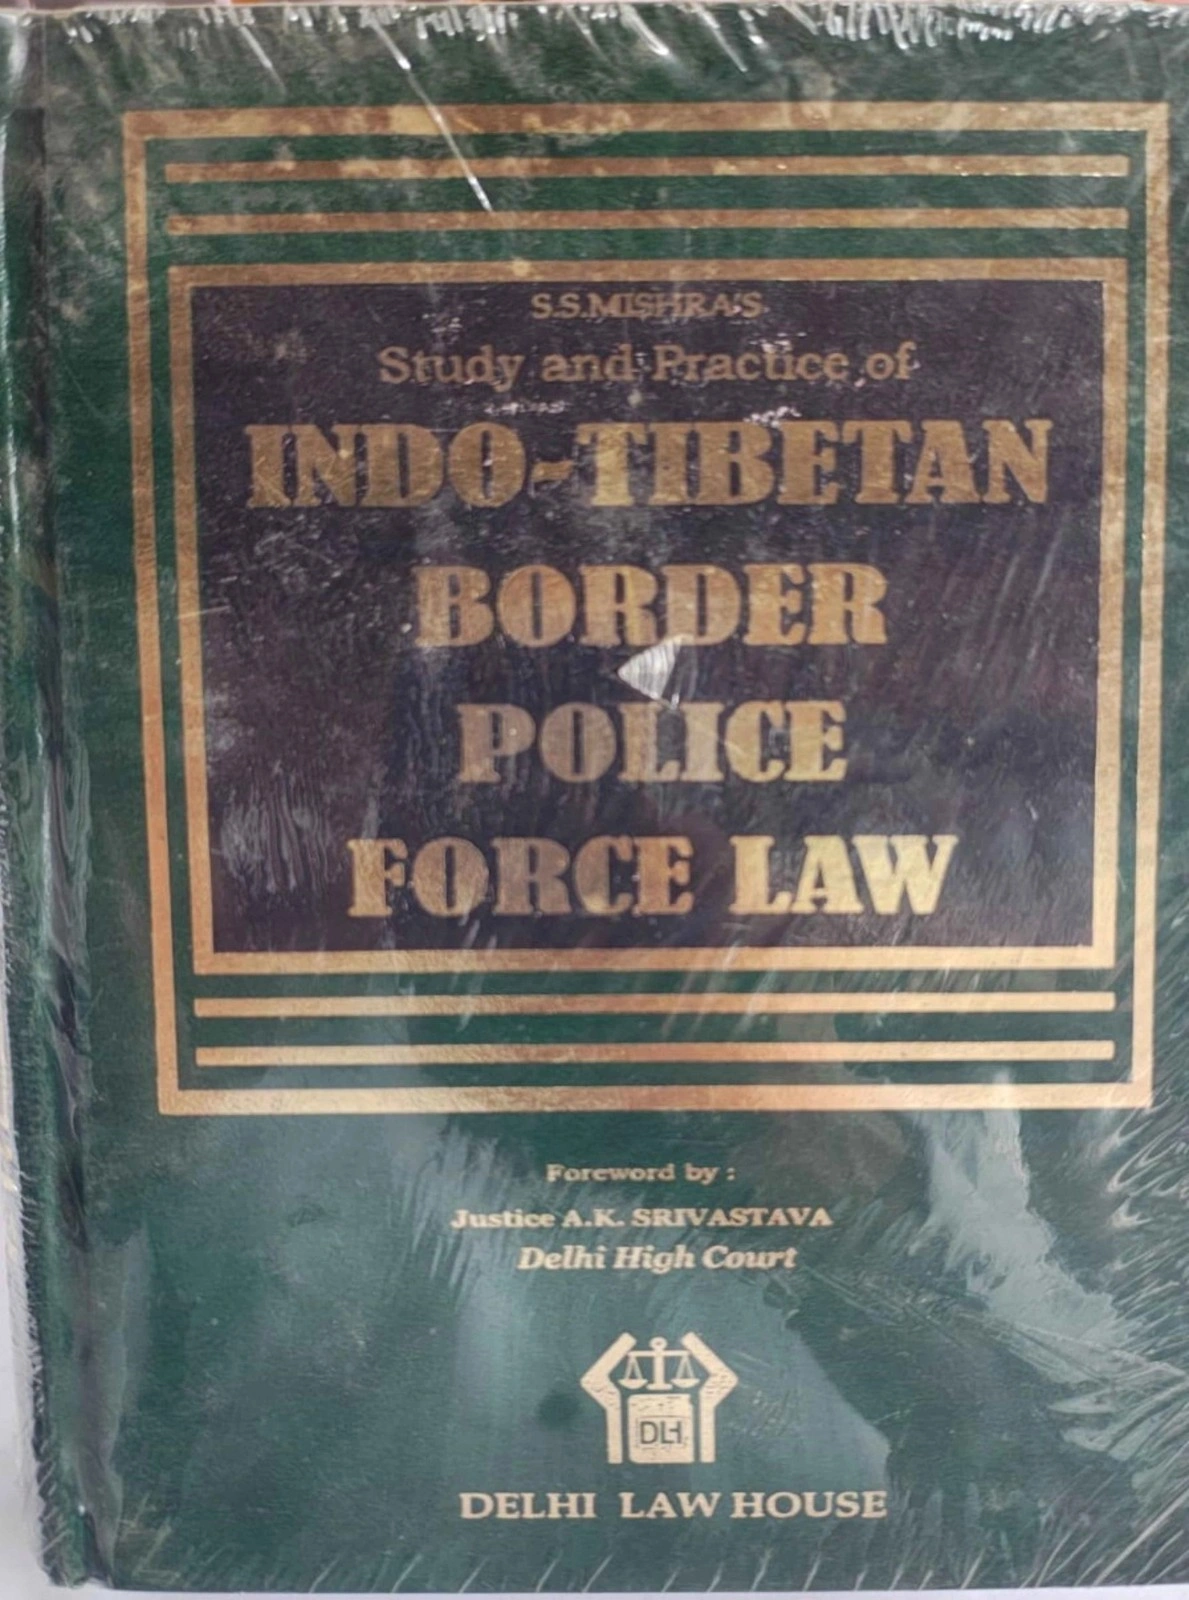 S.S.MISHRA'S
Study and Practice of
INDO-TIBETAN
BORDER
POLICE
FORCE LAW
Foreword by :
Justice A.K. SRIVASTAVA
Delhi High Court
DLH
DELHI LAW HOUSE